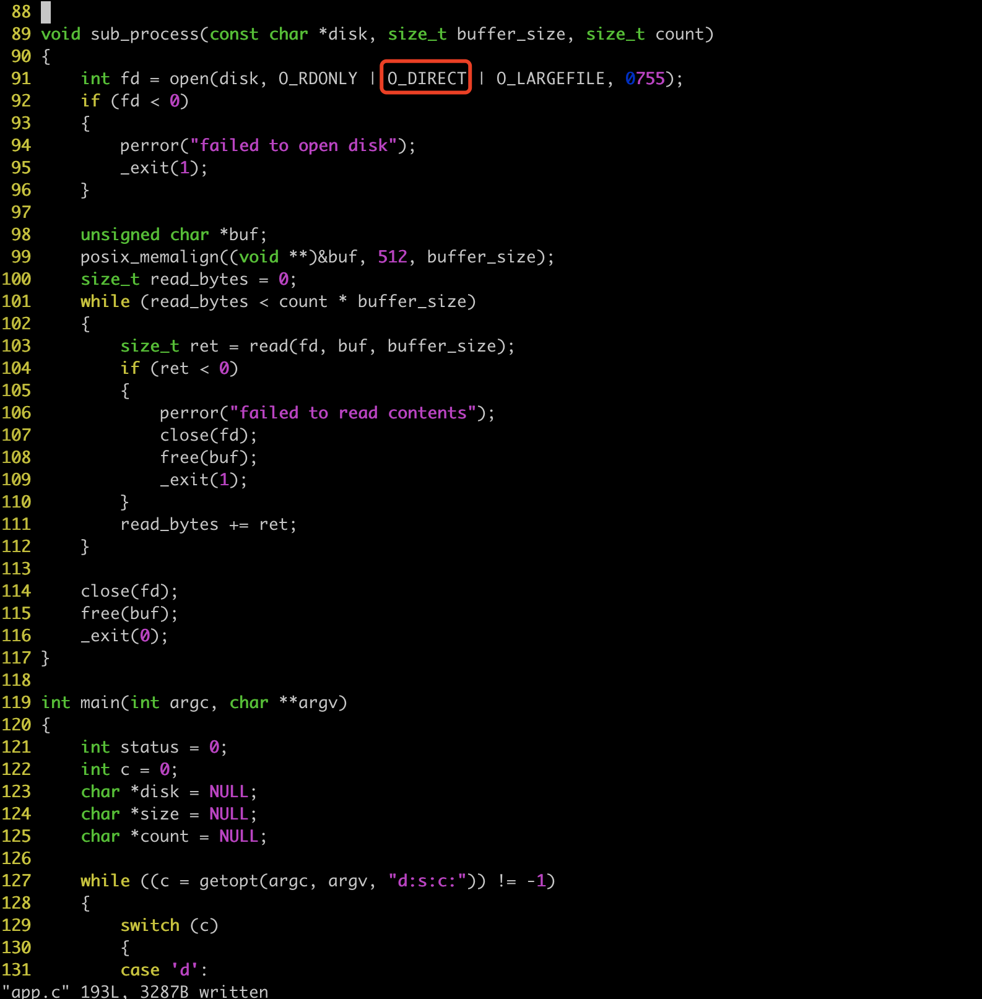 88
89 void sub_process(const char *disk, size_t buffer_size, size_t count)
90 {
91     int fd = open(disk, O_RDONLY | O_DIRECT | O_LARGEFILE, 0755);
92     if (fd < 0)
93     {
94         perror("failed to open disk");
95         _exit(1);
96     }
97
98     unsigned char *buf;
99     posix_memalign((void **)&buf, 512, buffer_size);
100     size_t read_bytes = 0;
101     while (read_bytes < count * buffer_size)
102     {
103         size_t ret = read(fd, buf, buffer_size);
104         if (ret < 0)
105         {
106             perror("failed to read contents");
107             close(fd);
108             free(buf);
109             _exit(1);
110         }
111         read_bytes += ret;
112     }
113
114     close(fd);
115     free(buf);
116     _exit(0);
117 }
118
119 int main(int argc, char **argv)
120 {
121     int status = 0;
122     int c = 0;
123     char *disk = NULL;
124     char *size = NULL;
125     char *count = NULL;
126
127     while ((c = getopt(argc, argv, "d:s:c:")) != -1)
128     {
129         switch (c)
130         {
131         case 'd':
"app.c" 193L, 3287B written